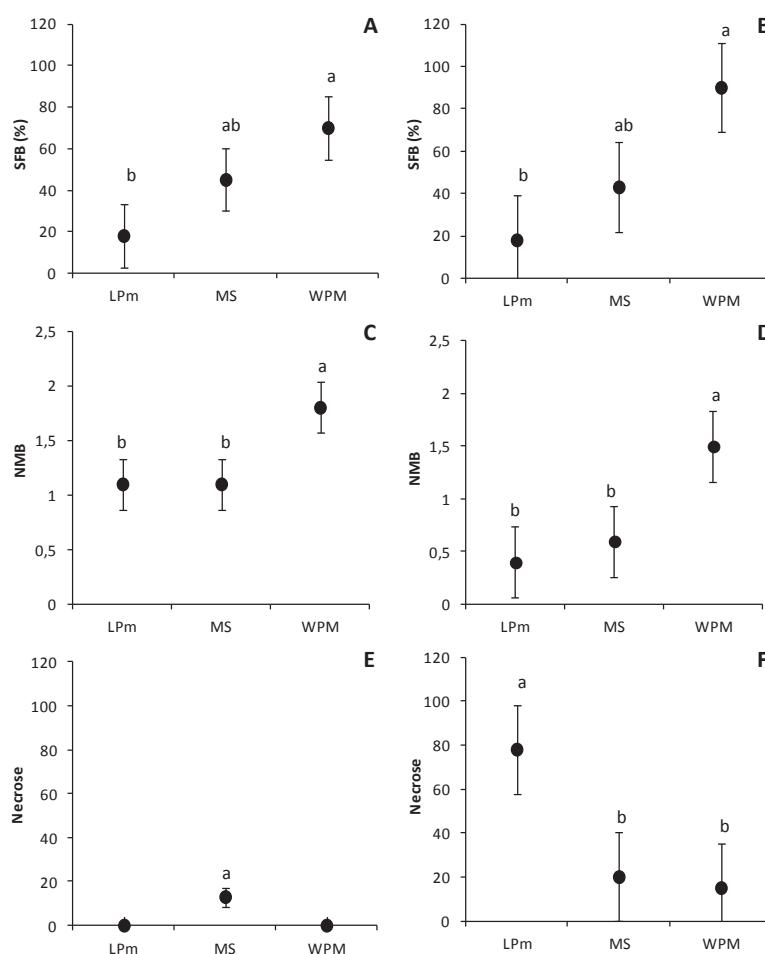 A
120
100
80
60
40
20
0
SFB (%)
b
ab
a
LPm MS WPM
B
120
100
80
60
40
20
0
SFB (%)
b
ab
a
LPm MS WPM
C
2,5
2
1,5
1
0,5
0
NMB
b
b
a
LPm MS WPM
D
2,5
2
1,5
1
0,5
0
NMB
b
b
a
LPm MS WPM
E
120
100
80
60
40
20
0
Necrose
a
LPm MS WPM
F
120
100
80
60
40
20
0
Necrose
a
b
b
LPm MS WPM